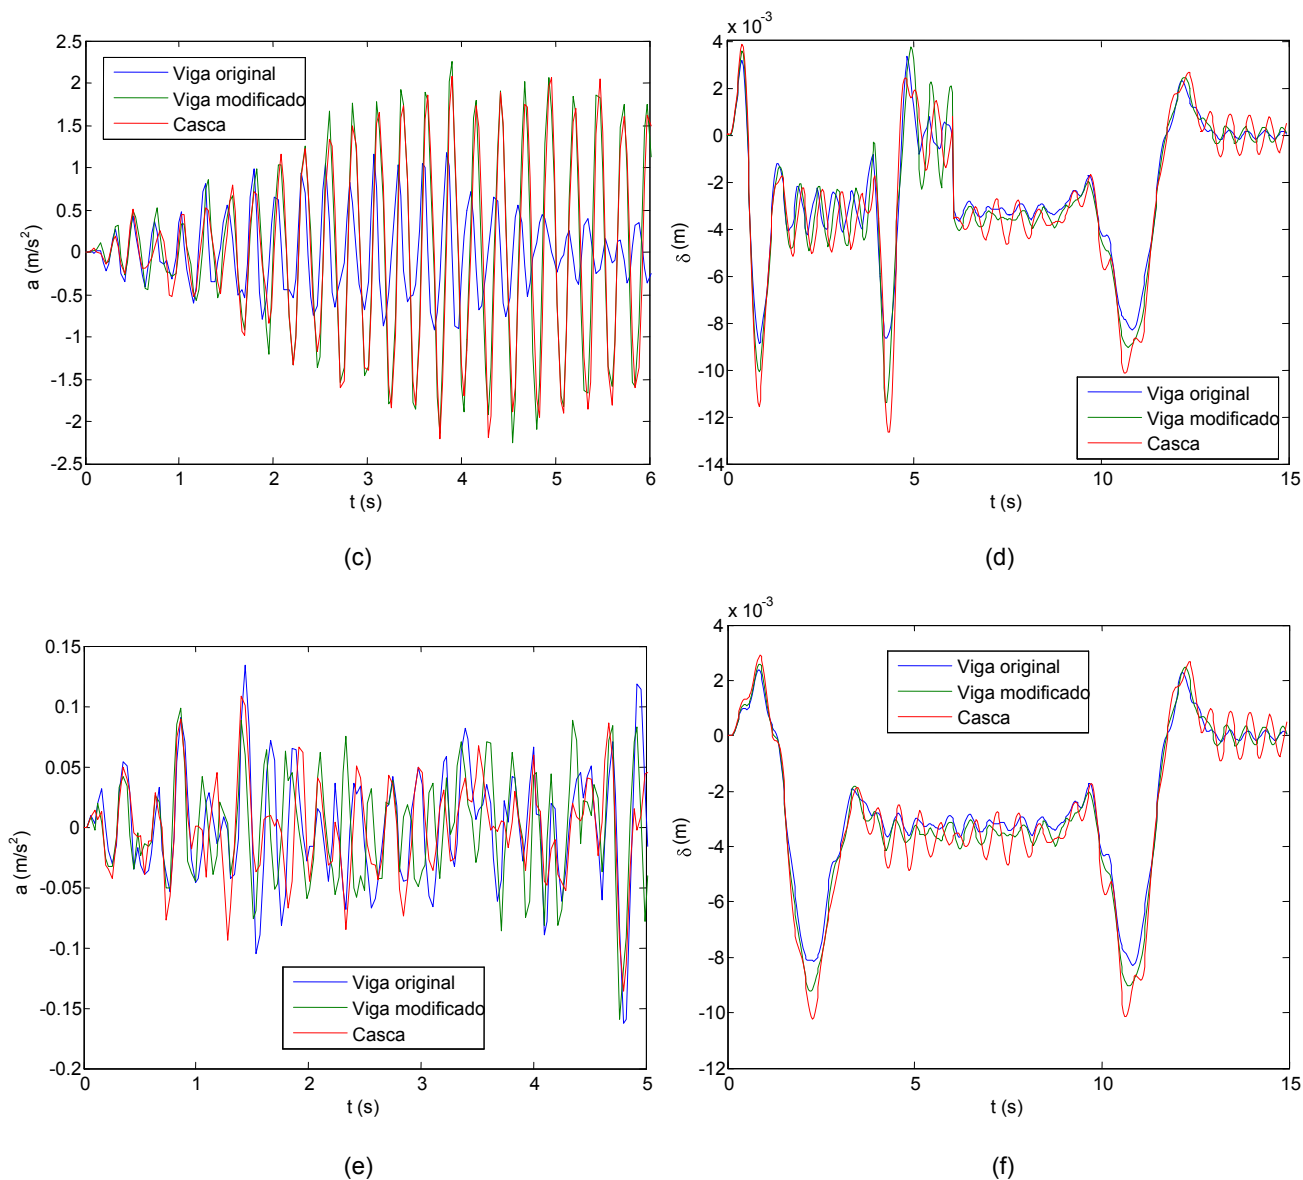 2.5
2
1.5
1
0.5
0
-0.5
-1
-1.5
-2
-2.5
0 1 2 3 4 5 6
a (m/s²)
t (s)
Viga original
Viga modificado
Casca
(c)
x 10⁻³
4
2
0
-2
-4
-6
-8
-10
-12
-14
0 5 10 15
δ (m)
t (s)
Viga original
Viga modificado
Casca
(d)
0.15
0.1
0.05
0
-0.05
-0.1
-0.15
-0.2
0 1 2 3 4 5
a (m/s²)
t (s)
Viga original
Viga modificado
Casca
(e)
x 10⁻³
4
2
0
-2
-4
-6
-8
-10
-12
0 5 10 15
δ (m)
t (s)
Viga original
Viga modificado
Casca
(f)